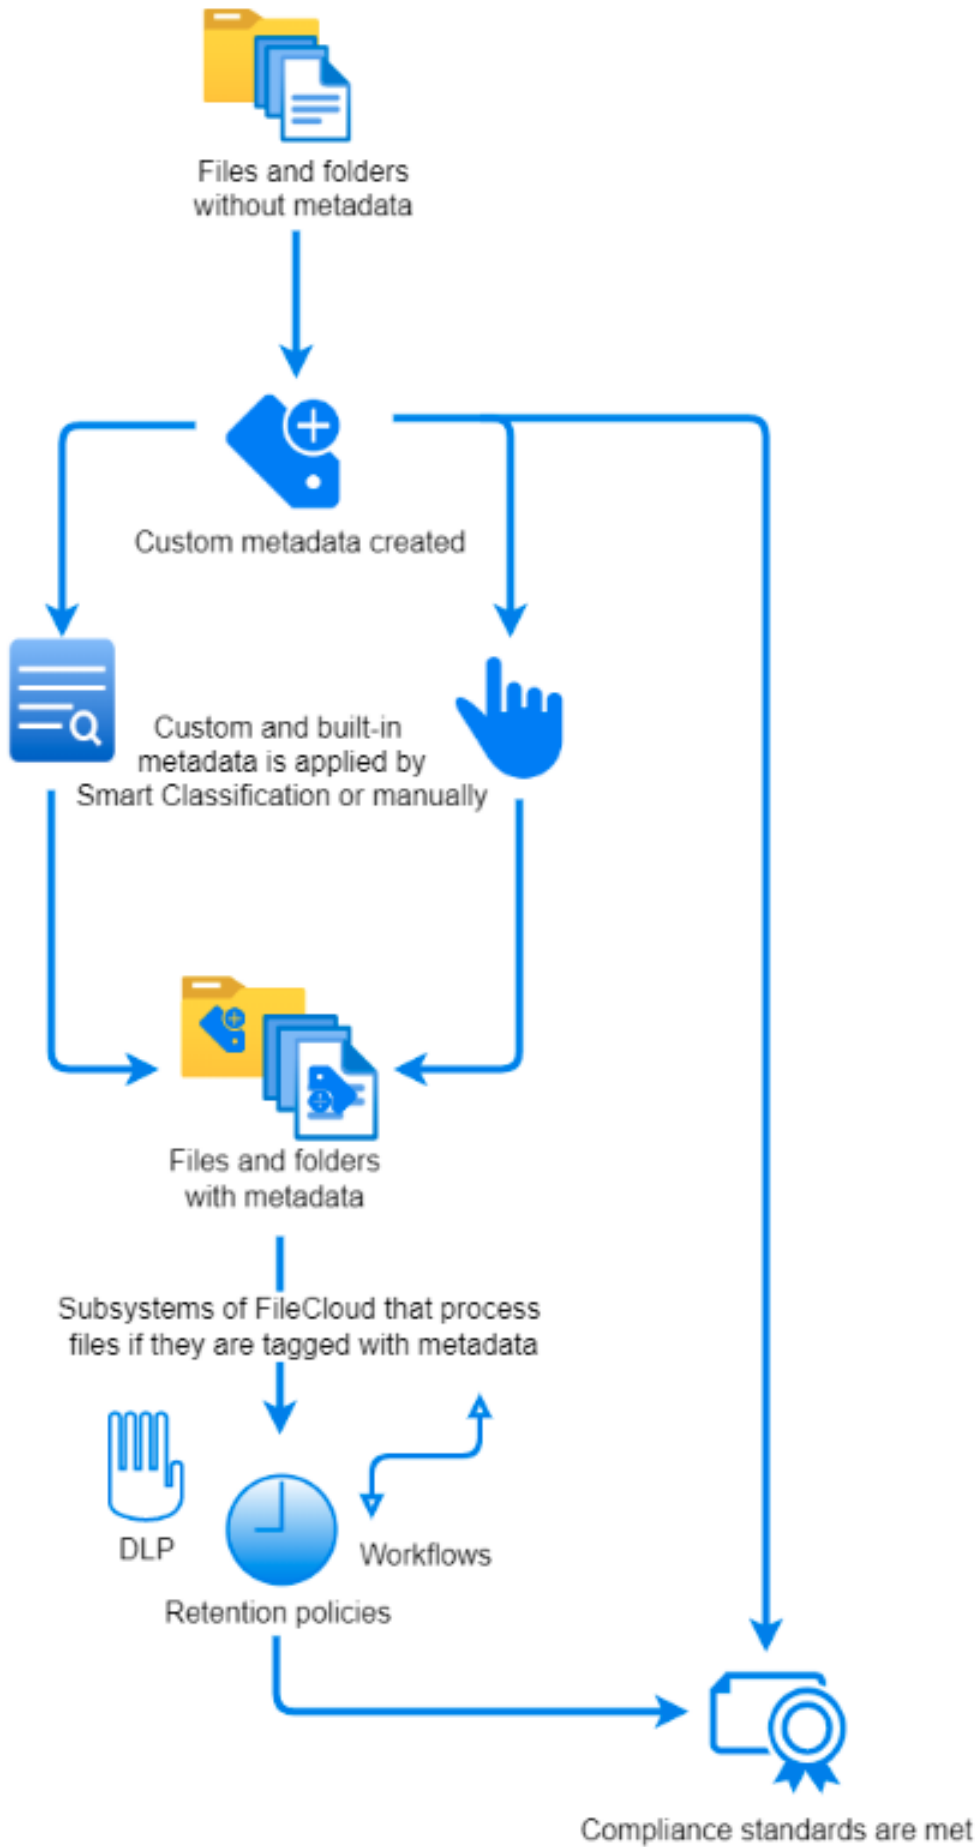 Files and folders
without metadata
Custom metadata created
Custom and built-in
metadata is applied by
Smart Classification or manually
Files and folders
with metadata
Subsystems of FileCloud that process
files if they are tagged with metadata
DLP
Workflows
Retention policies
Compliance standards are met